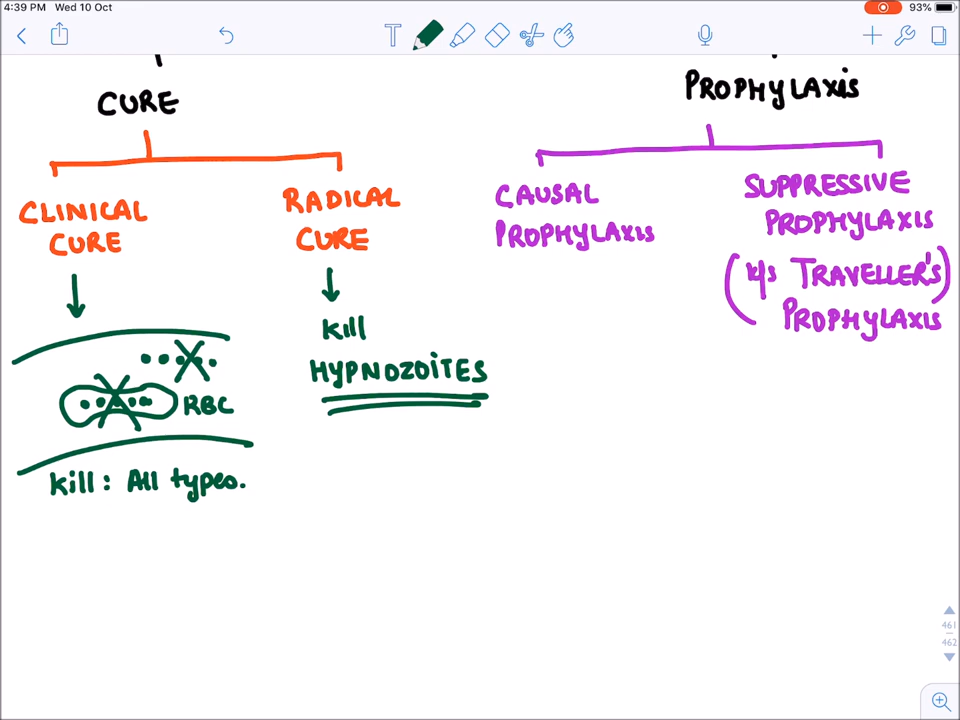 4:39 PM Wed 10 Oct
93%
T
CURE
PROPHYLAXIS
CLINICAL
CURE
RADICAL
CURE
CAUSAL
PROPHYLAXIS
SUPPRESSIVE
PROPHYLAXIS
(k/s TRAVELLER'S)
PROPHYLAXIS
Kill
HYPNOZOITES
RBC
Kill: All types.
461
462